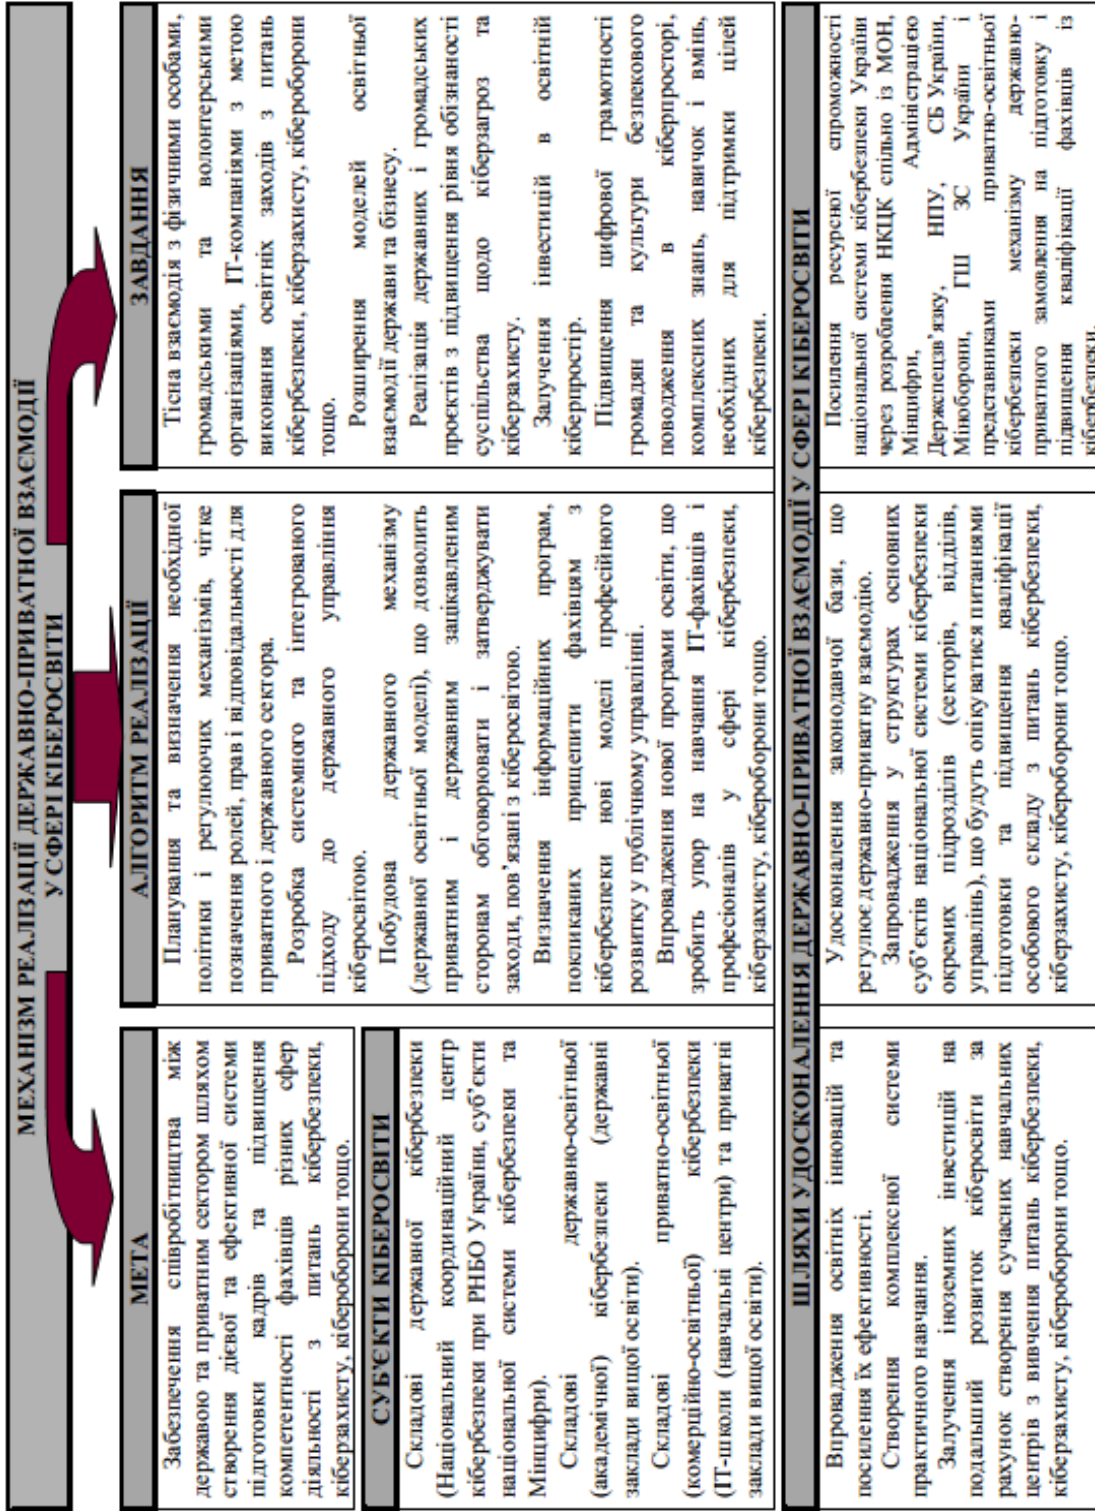 МЕХАНІЗМ РЕАЛІЗАЦІЇ ДЕРЖАВНО-ПРИВАТНОЇ ВЗАЄМОДІЇ
У СФЕРІ КІБЕРОСВІТИ
МЕТА
Забезпечення співробітництва між
державою та приватним сектором шляхом
створення дієвої та ефективної системи
підготовки кадрів та підвищення
компетентності фахівців різних сфер
діяльності з питань кібербезпеки,
кіберзахисту, кібероборони тощо.
СУБ'ЄКТИ КІБЕРОСВІТИ
Складові державної кібербезпеки
(Національний координаційний центр
кібербезпеки при РНБО України, суб'єкти
національної системи кібербезпеки та
Мінцифри).
Складові державно-освітньої
(академічної) кібербезпеки (державні
заклади вищої освіти).
Складові приватно-освітньої
(комерційно-освітньої) кібербезпеки
(ІТ-школи (навчальні центри) та приватні
заклади вищої освіти).
АЛГОРИТМ РЕАЛІЗАЦІЇ
Планування та визначення необхідної
політики і регулюючих механізмів, чітке
позначення ролей, прав і відповідальності для
приватного і державного сектора.
Розробка системного та інтегрованого
підходу до державного управління
кіберосвітою.
Побудова державного механізму
(державної освітньої моделі), що дозволить
приватним і державним зацікавленим
сторонам обговорювати і затверджувати
заходи, пов'язані з кіберосвітою.
Визначення інформаційних програм,
покликаних прищепити фахівцям з
кібербезпеки нові моделі професійного
розвитку у публічному управлінні.
Впровадження нової програми освіти, що
зробить упор на навчання ІТ-фахівців і
професіоналів у сфері кібербезпеки,
кіберзахисту, кібероборони тощо.
ЗАВДАННЯ
Тісна взаємодія з фізичними особами,
громадськими та волонтерськими
організаціями, ІТ-компаніями з метою
виконання освітніх заходів з питань
кібербезпеки, кіберзахисту, кібероборони
тощо.
Розширення моделей освітньої
взаємодії держави та бізнесу.
Реалізація державних і громадських
проєктів з підвищення рівня обізнаності
суспільства щодо кіберзагроз та
кіберзахисту.
Залучення інвестицій в освітній
кіберпростір.
Підвищення цифрової грамотності
громадян та культури безпекового
поводження в кіберпросторі,
комплексних знань, навичок і вмінь,
необхідних для підтримки цілей
кібербезпеки.
ШЛЯХИ УДОСКОНАЛЕННЯ ДЕРЖАВНО-ПРИВАТНОЇ ВЗАЄМОДІЇ У СФЕРІ КІБЕРОСВІТИ
Впровадження освітніх інновацій та
посилення їх ефективності.
Створення комплексної системи
практичного навчання.
Залучення іноземних інвестицій на
подальший розвиток кіберосвіти за
рахунок створення сучасних навчальних
центрів з вивчення питань кібербезпеки,
кіберзахисту, кібероборони тощо.
Удосконалення законодавчої бази, що
регулює державно-приватну взаємодію.
Запровадження у структурах основних
суб'єктів національної системи кібербезпеки
окремих підрозділів (секторів, відділів,
управлінь), що будуть опікуватися питаннями
підготовки та підвищення кваліфікації
особового складу з питань кібербезпеки,
кіберзахисту, кібероборони тощо.
Посилення ресурсної спроможності
національної системи кібербезпеки України
через розроблення НКЦК спільно із МОН,
Мінцифри, Адміністрацією
Держспецзв'язку, НПУ, СБ України,
Міноборони, ГШ ЗС України і
представниками приватно-освітньої
кібербезпеки механізму державно-
приватного замовлення на підготовку і
підвищення кваліфікації фахівців із
кібербезпеки.